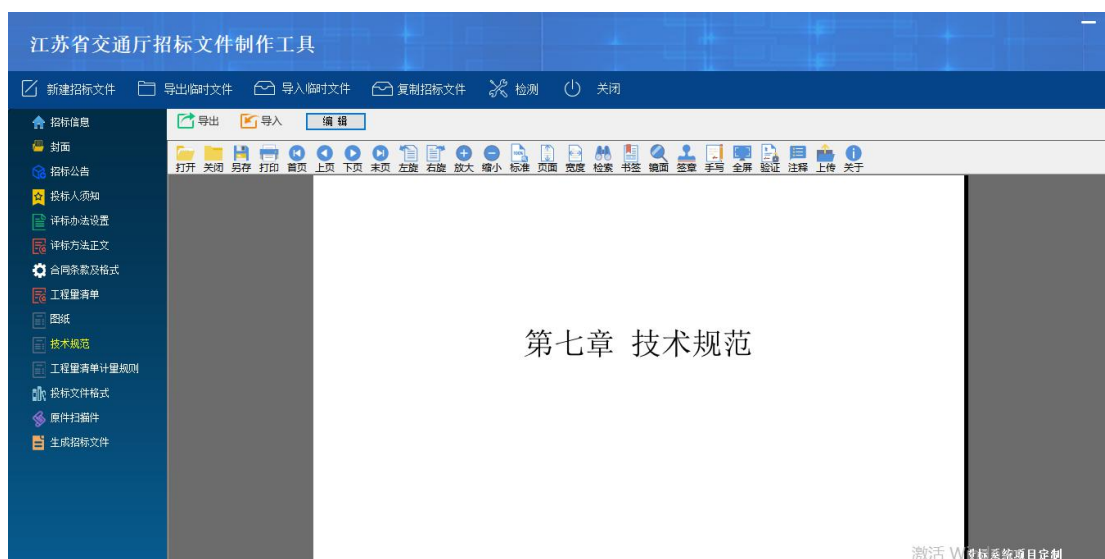 江苏省交通厅招标文件制作工具
新建招标文件 导出临时文件 导入临时文件 复制招标文件 检测 关闭
招标信息
封面
招标公告
投标人须知
评标办法设置
评标方法正文
合同条款及格式
工程量清单
图纸
技术规范
工程量清单计量规则
投标文件格式
原件扫描件
生成招标文件
导出 导入 编辑
打开 关闭 另存 打印 首页 上页 下页 末页 左旋 右旋 放大 缩小 标准 页面 宽度 检索 书签 镜面 签章 手写 全屏 验证 注释 上传 关于
第七章 技术规范
激活 W
标系统项目定制